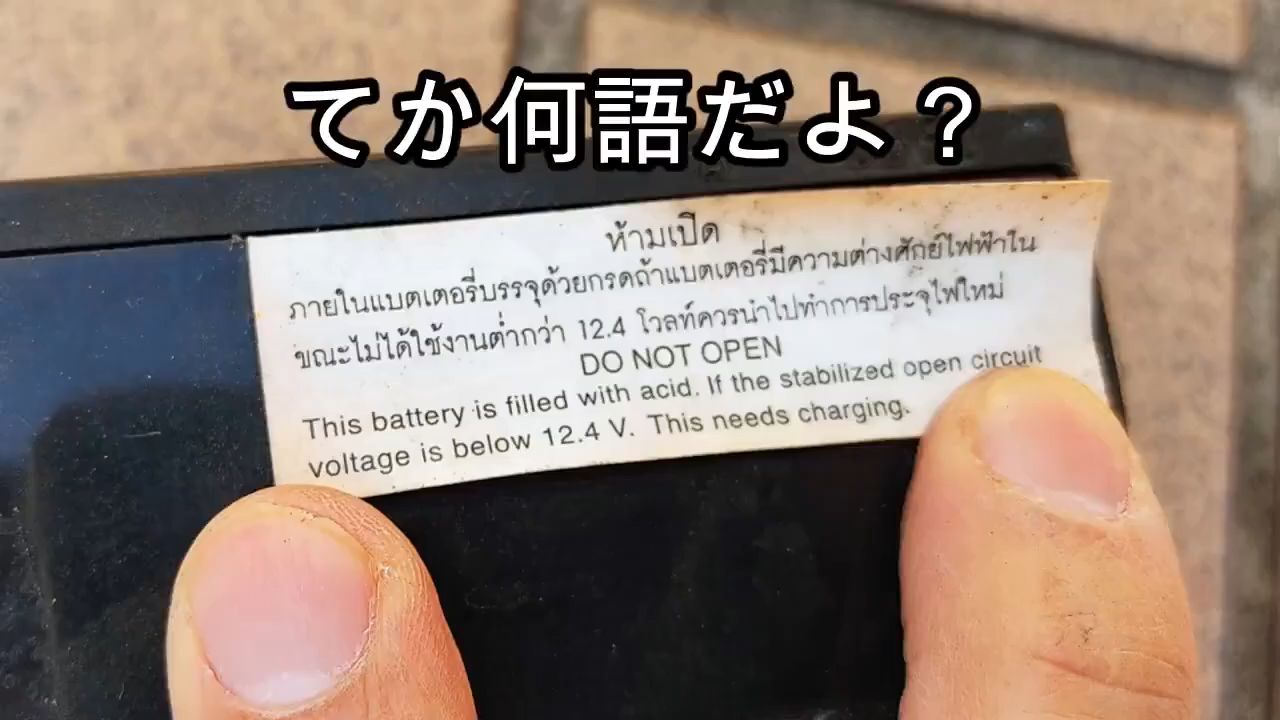 てか何語だよ？
ห้ามเปิด
ภายในแบตเตอรี่บรรจุด้วยกรดถ้าแบตเตอรี่มีความต่างศักย์ไฟฟ้าใน
ขณะไม่ได้ใช้งานต่ำกว่า 12.4 โวลท์ควรนำไปทำการประจุไฟใหม่
DO NOT OPEN
This battery is filled with acid. If the stabilized open circuit
voltage is below 12.4 V. This needs charging.